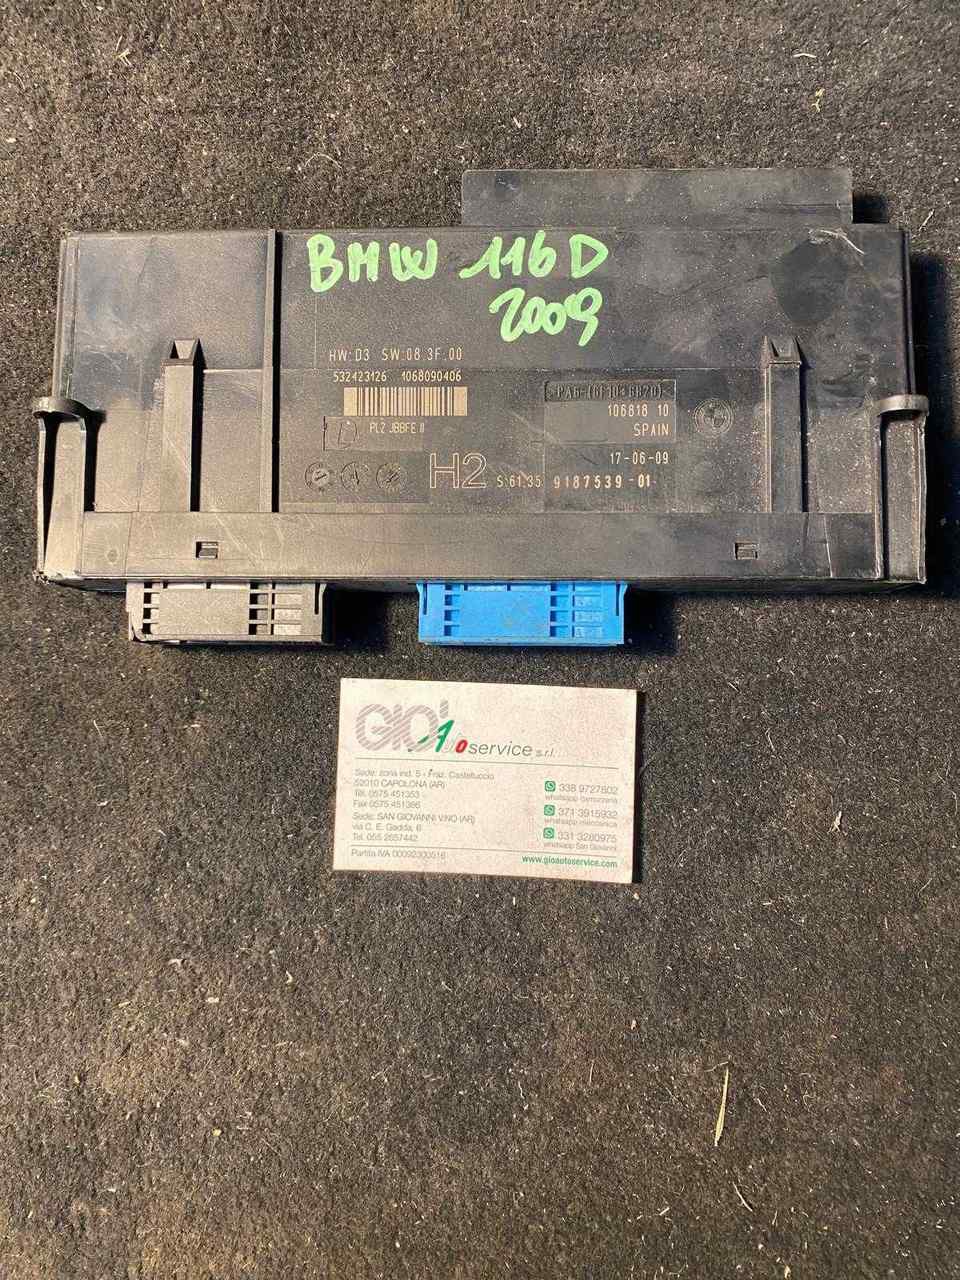 BMW 116D
2009
HW:D3 SW:08.3F.00
532423126 1068090406
PL2 JBBFE II
H2
106818 10
SPAIN
17-06-09
S:61.35 9187539-01
GIO' Autoservice s.r.l.
Sede: zona ind. 5 - Fraz. Castelluccio
52010 CAPOLONA (AR)
Tel. 0575 451353
Fax 0575 451386
Sede: SAN GIOVANNI V.NO (AR)
via C. E. Gadda, 6
Tel. 055 2657442
Partita IVA 00092300516
338 9727602
whatsapp carrozzeria
371 3915932
whatsapp meccanica
331 3280975
whatsapp San Giovanni
www.gioautoservice.com